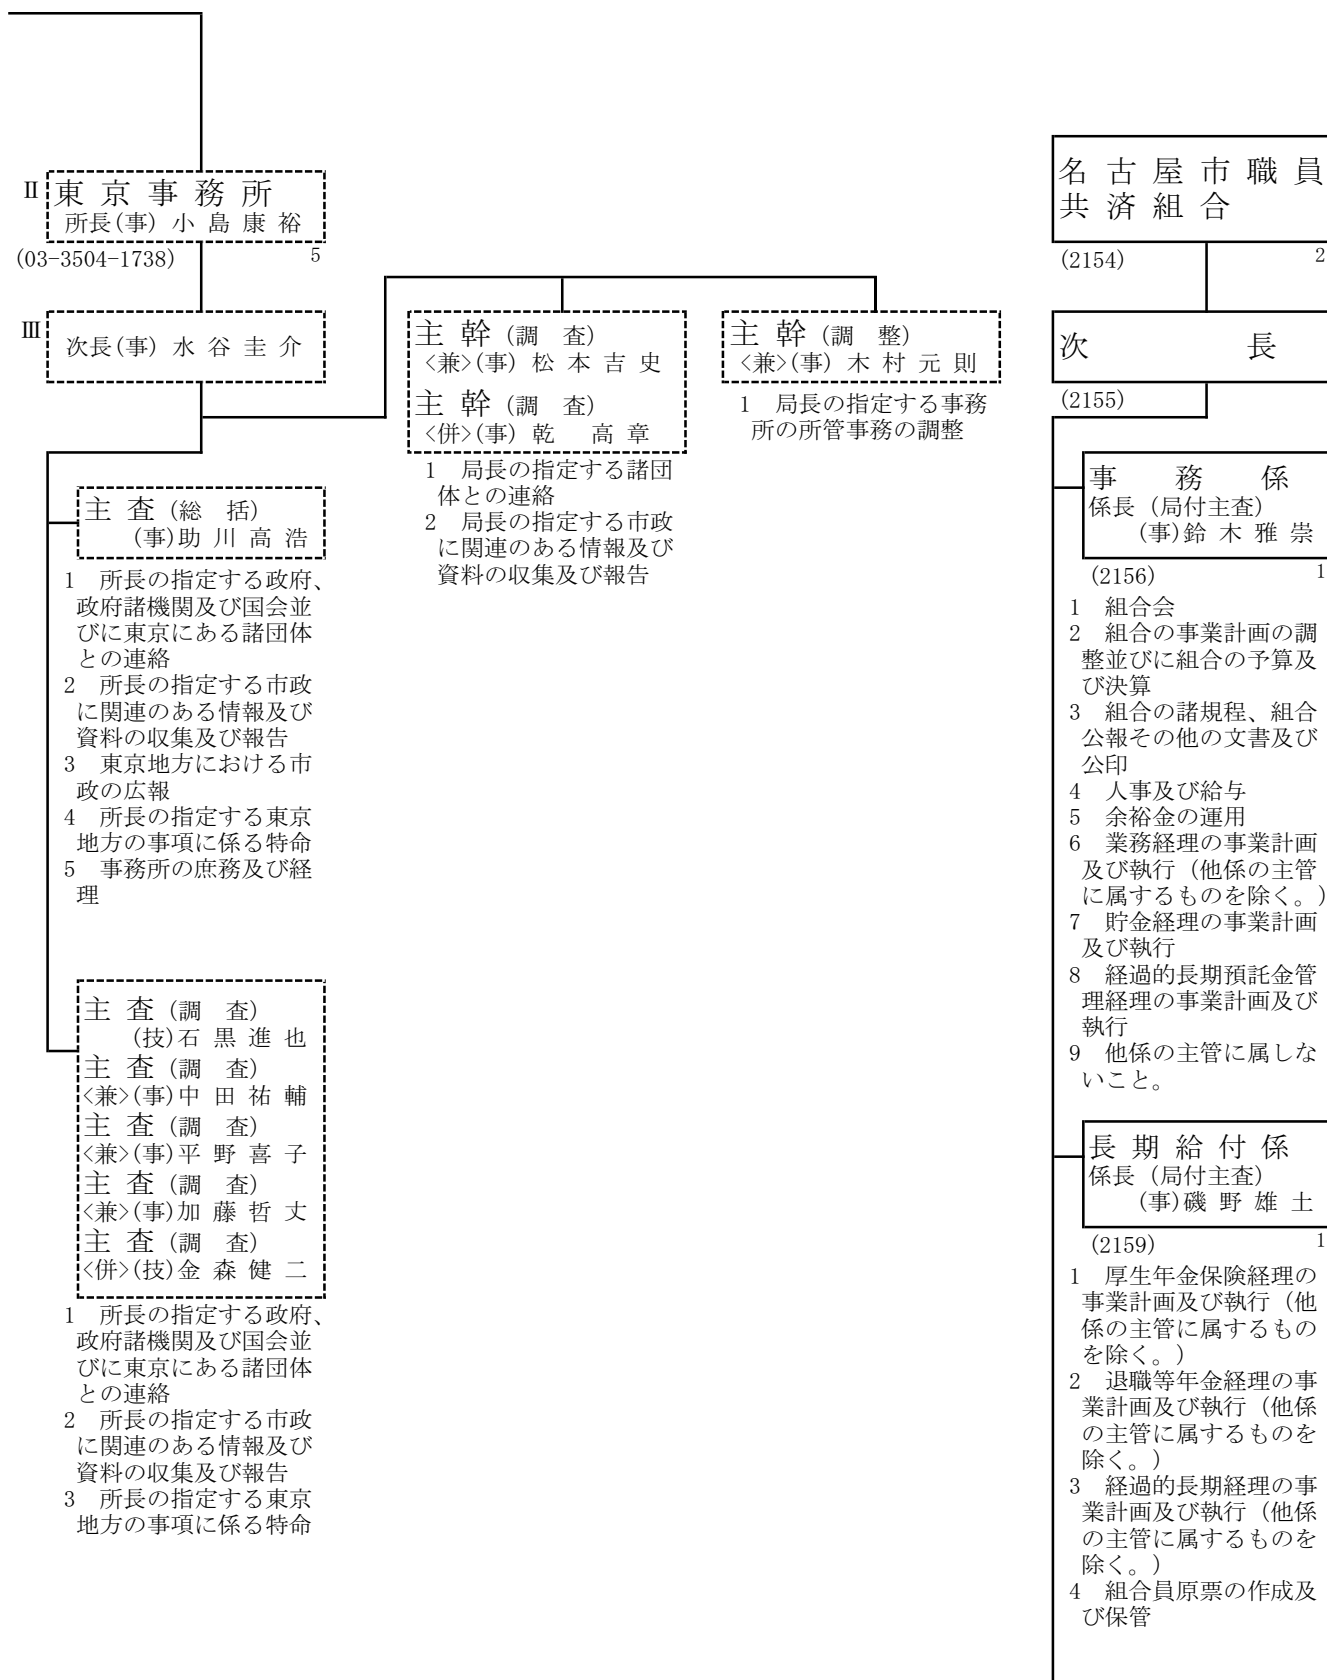 Ⅱ
東京事務所
所長(事) 小島康裕
(03-3504-1738)
5
Ⅲ
次長(事) 水谷圭介
主幹(調　査)
<兼>(事) 松本吉史
主幹(調　査)
<併>(事) 乾　高章
1　局長の指定する諸団
体との連絡
2　局長の指定する市政
に関連のある情報及び
資料の収集及び報告
主幹(調　整)
<兼>(事) 木村元則
1　局長の指定する事務
所の所管事務の調整
主査(総　括)
(事)助川高浩
1　所長の指定する政府、
政府諸機関及び国会並
びに東京にある諸団体
との連絡
2　所長の指定する市政
に関連のある情報及び
資料の収集及び報告
3　東京地方における市
政の広報
4　所長の指定する東京
地方の事項に係る特命
5　事務所の庶務及び経
理
主査(調　査)
(技)石黒進也
主査(調　査)
<兼>(事)中田祐輔
主査(調　査)
<兼>(事)平野喜子
主査(調　査)
<兼>(事)加藤哲丈
主査(調　査)
<併>(技)金森健二
1　所長の指定する政府、
政府諸機関及び国会並
びに東京にある諸団体
との連絡
2　所長の指定する市政
に関連のある情報及び
資料の収集及び報告
3　所長の指定する東京
地方の事項に係る特命
名古屋市職員
共済組合
(2154)
2
次　長
(2155)
事務係
係長（局付主査）
(事)鈴木雅崇
(2156)
1
1　組合会
2　組合の事業計画の調
整並びに組合の予算及
び決算
3　組合の諸規程、組合
公報その他の文書及び
公印
4　人事及び給与
5　余裕金の運用
6　業務経理の事業計画
及び執行（他係の主管
に属するものを除く。）
7　貯金経理の事業計画
及び執行
8　経過的長期預託金管
理経理の事業計画及び
執行
9　他係の主管に属しな
いこと。
長期給付係
係長（局付主査）
(事)磯野雄士
(2159)
1
1　厚生年金保険経理の
事業計画及び執行（他
係の主管に属するもの
を除く。）
2　退職等年金経理の事
業計画及び執行（他係
の主管に属するものを
除く。）
3　経過的長期経理の事
業計画及び執行（他係
の主管に属するものを
除く。）
4　組合員原票の作成及
び保管